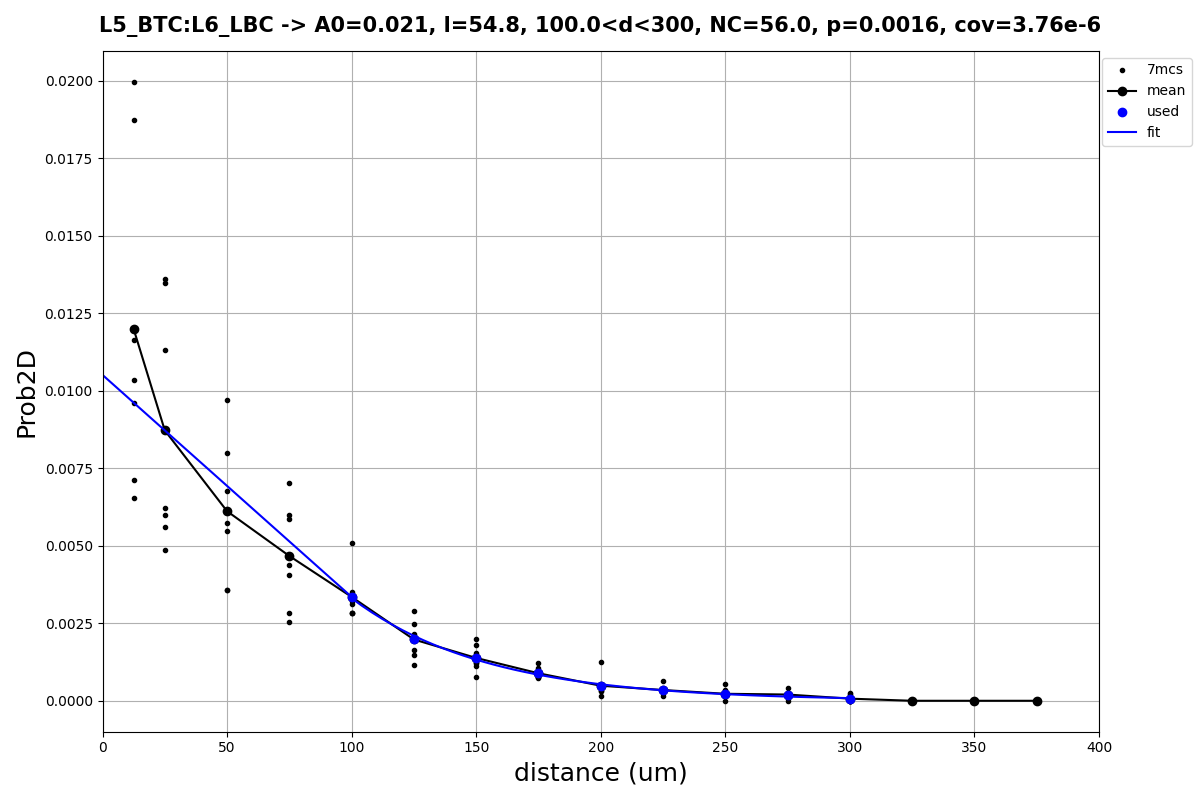 L5_BTC:L6_LBC -> A0=0.021, l=54.8, 100.0<d<300, NC=56.0, p=0.0016, cov=3.76e-6
7mcs
mean
used
fit
Prob2D
0.0200
0.0175
0.0150
0.0125
0.0100
0.0075
0.0050
0.0025
0.0000
0 50 100 150 200 250 300 350 400
distance (um)